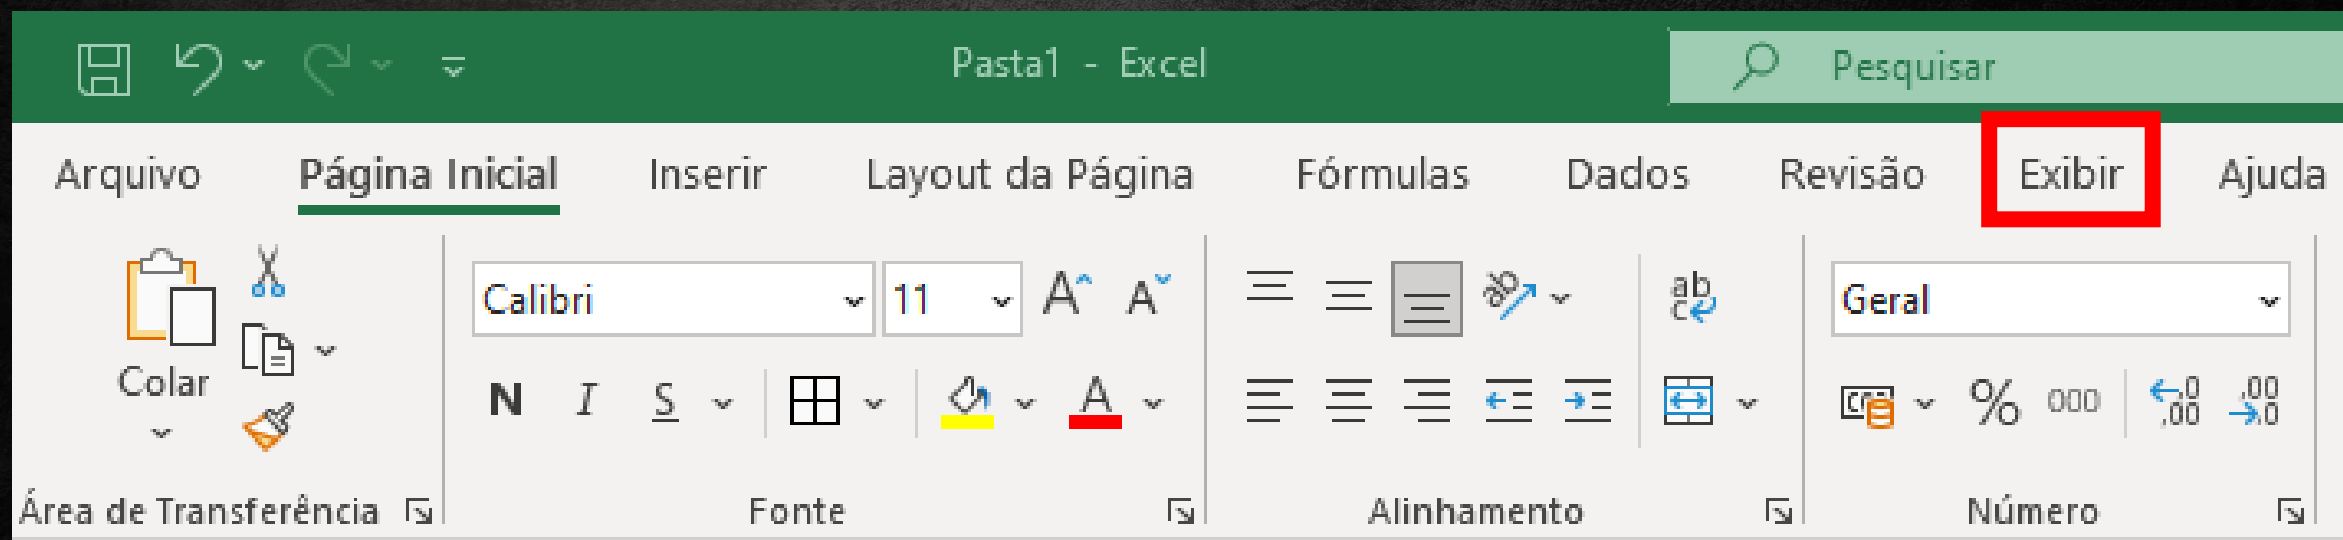 Pasta1 - Excel
Pesquisar
Arquivo Página Inicial Inserir Layout da Página Fórmulas Dados Revisão Exibir Ajuda
Calibri 11 Geral
Colar
N I S A % 000
Área de Transferência Fonte Alinhamento Número